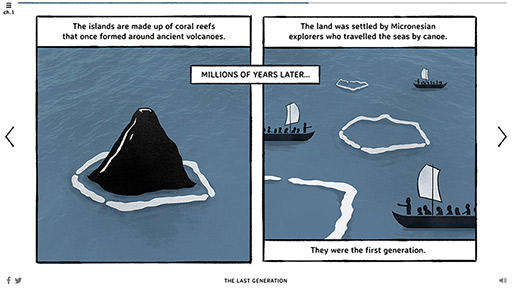 ch.1
The islands are made up of coral reefs
that once formed around ancient volcanoes.
MILLIONS OF YEARS LATER...
The land was settled by Micronesian
explorers who travelled the seas by canoe.
They were the first generation.
THE LAST GENERATION